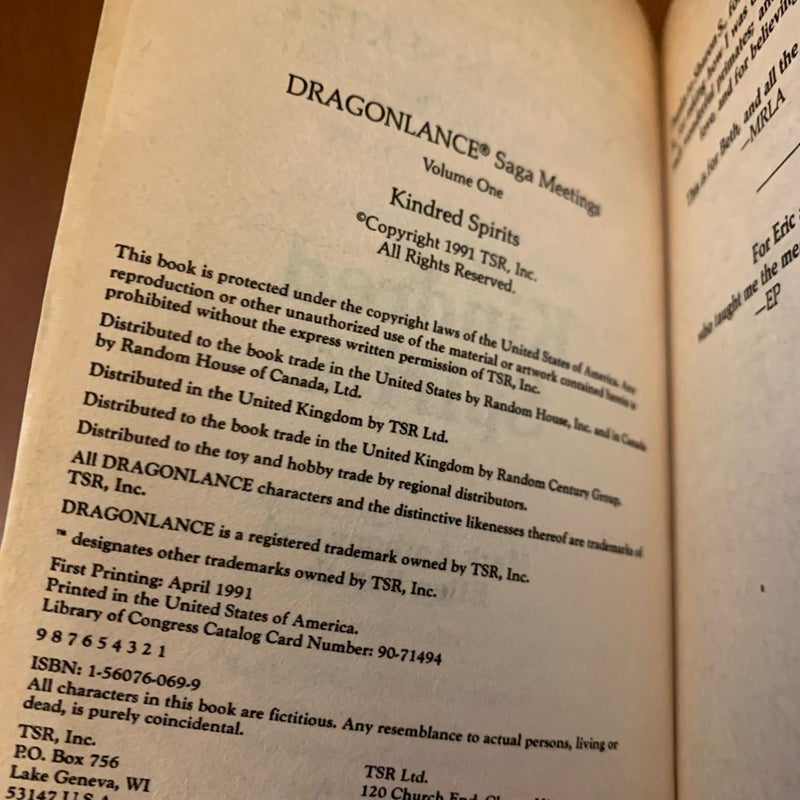 DRAGONLANCE® Saga Meetings
Volume One
Kindred Spirits
©Copyright 1991 TSR, Inc.
All Rights Reserved.
This book is protected under the copyright laws of the United States of America. Any
reproduction or other unauthorized use of the material or artwork contained herein is
prohibited without the express written permission of TSR, Inc.
Distributed to the book trade in the United States by Random House, Inc. and in Canada
by Random House of Canada, Ltd.
Distributed in the United Kingdom by TSR Ltd.
Distributed to the book trade in the United Kingdom by Random Century Group.
Distributed to the toy and hobby trade by regional distributors.
All DRAGONLANCE characters and the distinctive likenesses thereof are trademarks of
TSR, Inc.
DRAGONLANCE is a registered trademark owned by TSR, Inc.
™ designates other trademarks owned by TSR, Inc.
First Printing: April 1991
Printed in the United States of America.
Library of Congress Catalog Card Number: 90-71494
9 8 7 6 5 4 3 2 1
ISBN: 1-56076-069-9
All characters in this book are fictitious. Any resemblance to actual persons, living or
dead, is purely coincidental.
TSR, Inc.
P.O. Box 756
Lake Geneva, WI
53147 U.S.A.
TSR Ltd.
120 Church End,
how I was
primates; and
love, and for believing
This is for Beth, and all the
—MRLA
For Eric
who taught me the me
—EP